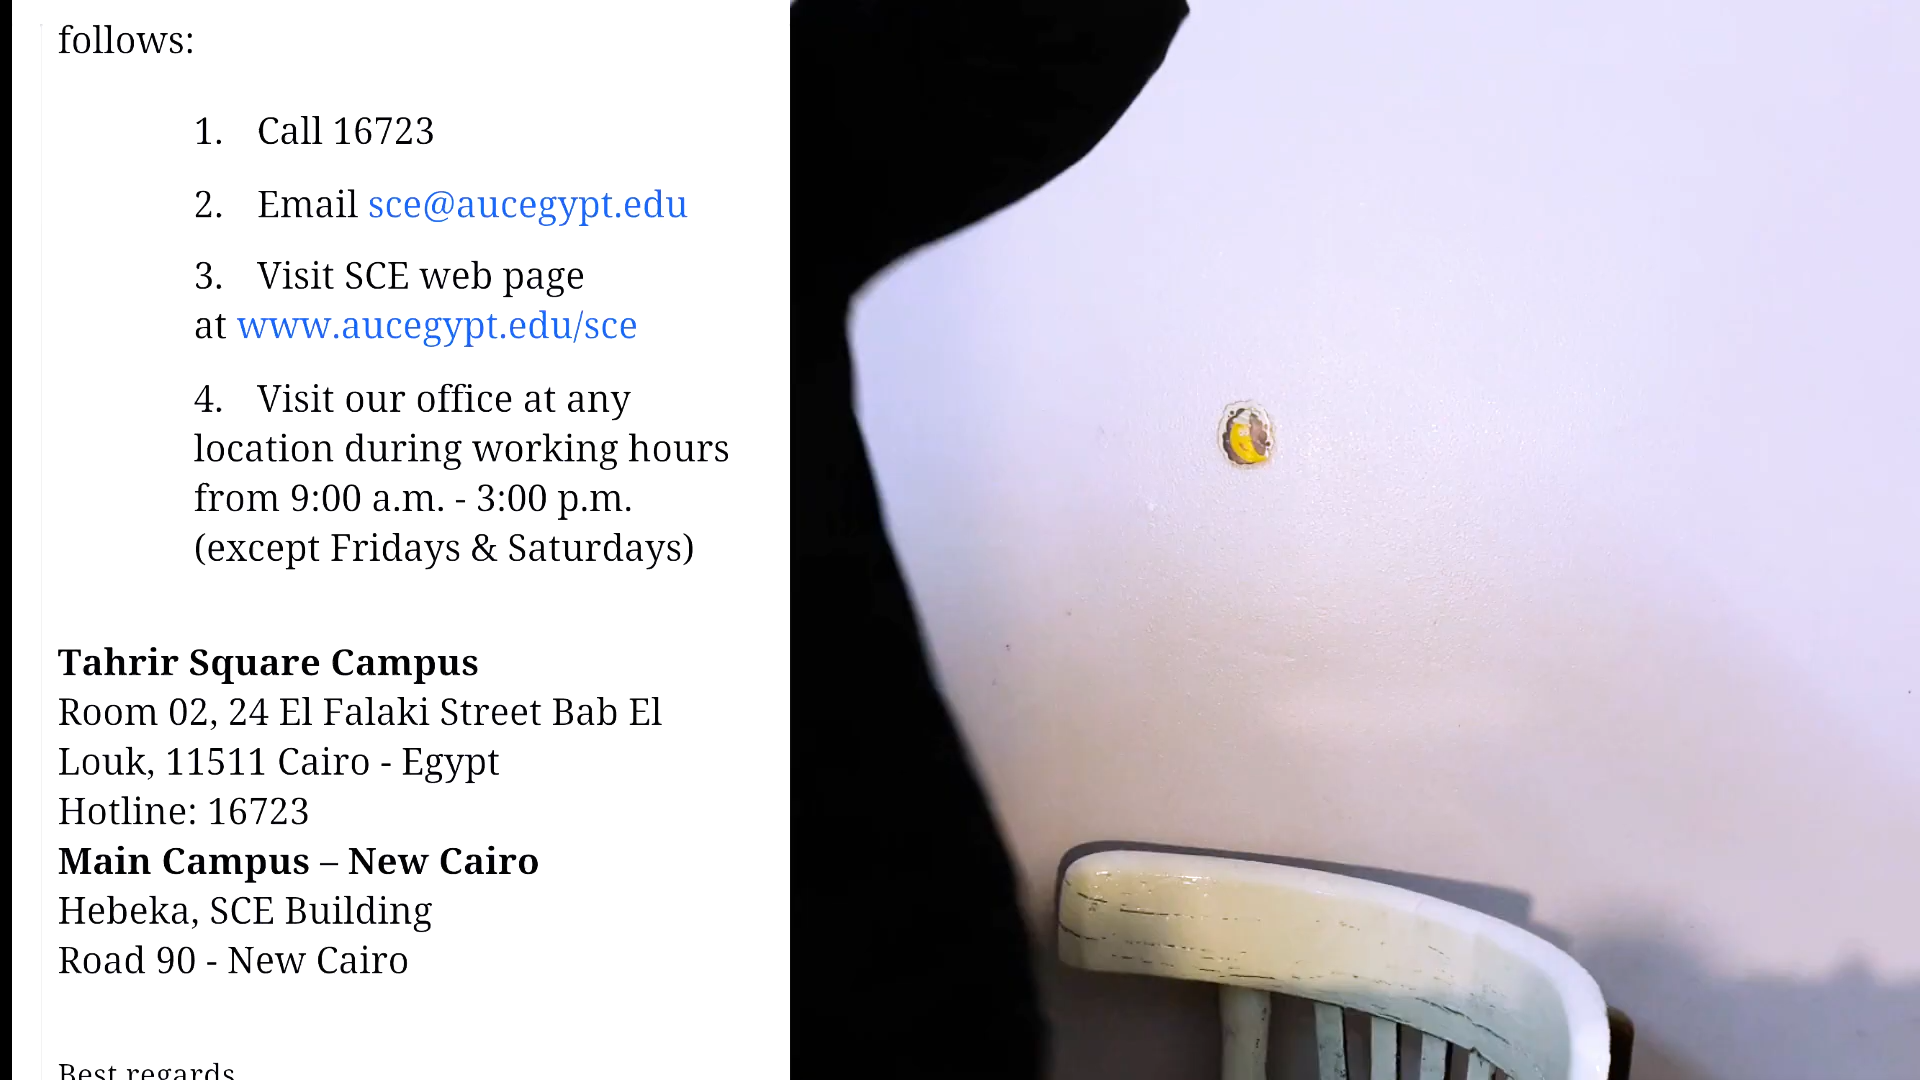 follows:
1. Call 16723
2. Email sce@aucegypt.edu
3. Visit SCE web page
at www.aucegypt.edu/sce
4. Visit our office at any
location during working hours
from 9:00 a.m. - 3:00 p.m.
(except Fridays & Saturdays)
Tahrir Square Campus
Room 02, 24 El Falaki Street Bab El
Louk, 11511 Cairo - Egypt
Hotline: 16723
Main Campus – New Cairo
Hebeka, SCE Building
Road 90 - New Cairo
Best regards